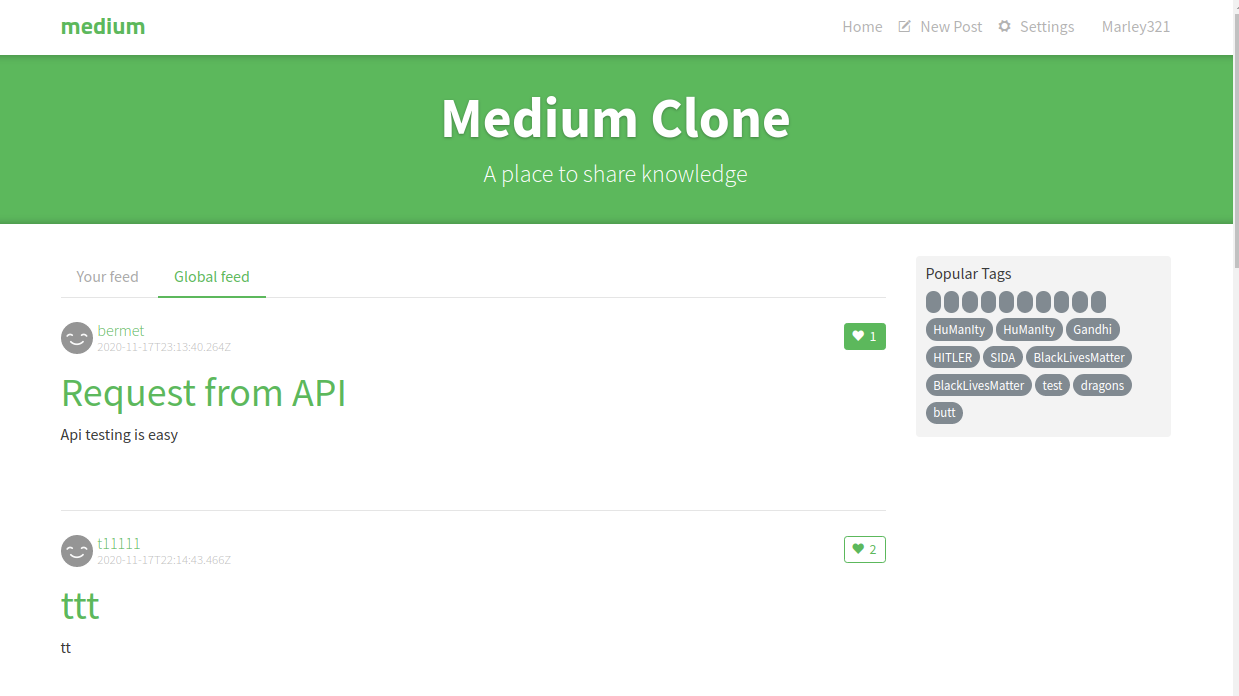 medium
Home New Post Settings Marley321
Medium Clone
A place to share knowledge
Your feed Global feed
bermet
2020-11-17T23:13:40.264Z
1
Request from API
Api testing is easy
t11111
2020-11-17T22:14:43.466Z
2
ttt
tt
Popular Tags
HuManIty HuManIty Gandhi
HITLER SIDA BlackLivesMatter
BlackLivesMatter test dragons
butt